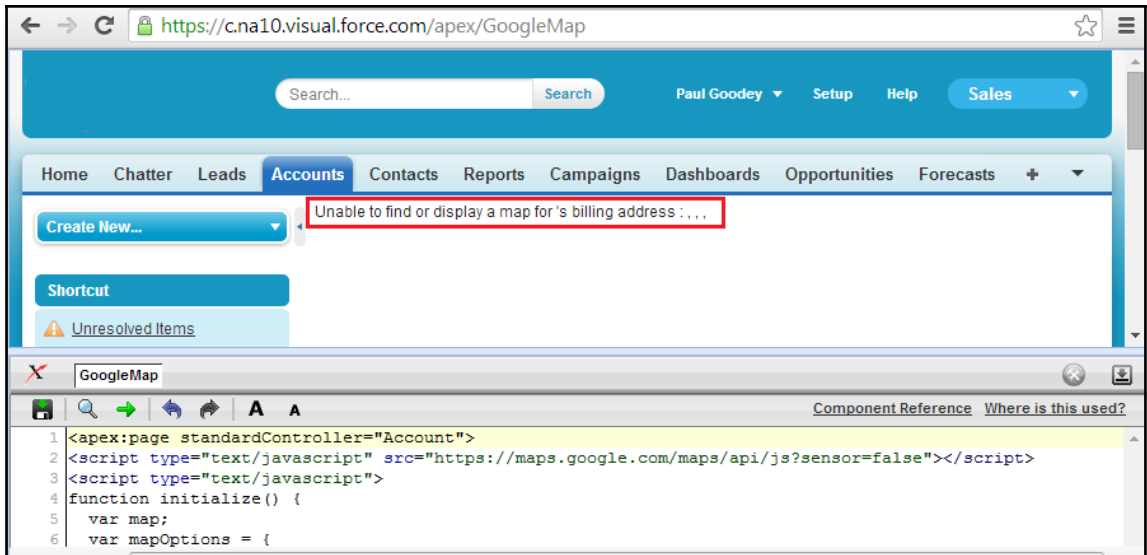 https://c.na10.visual.force.com/apex/GoogleMap
Search... Search Paul Goodey Setup Help Sales
Home Chatter Leads Accounts Contacts Reports Campaigns Dashboards Opportunities Forecasts +
Unable to find or display a map for 's billing address : , , ,
Create New...
Shortcut
Unresolved Items
GoogleMap
A A Component Reference Where is this used?
1 <apex:page standardController="Account">
2 <script type="text/javascript" src="https://maps.google.com/maps/api/js?sensor=false"></script>
3 <script type="text/javascript">
4 function initialize() {
5 var map;
6 var mapOptions = {